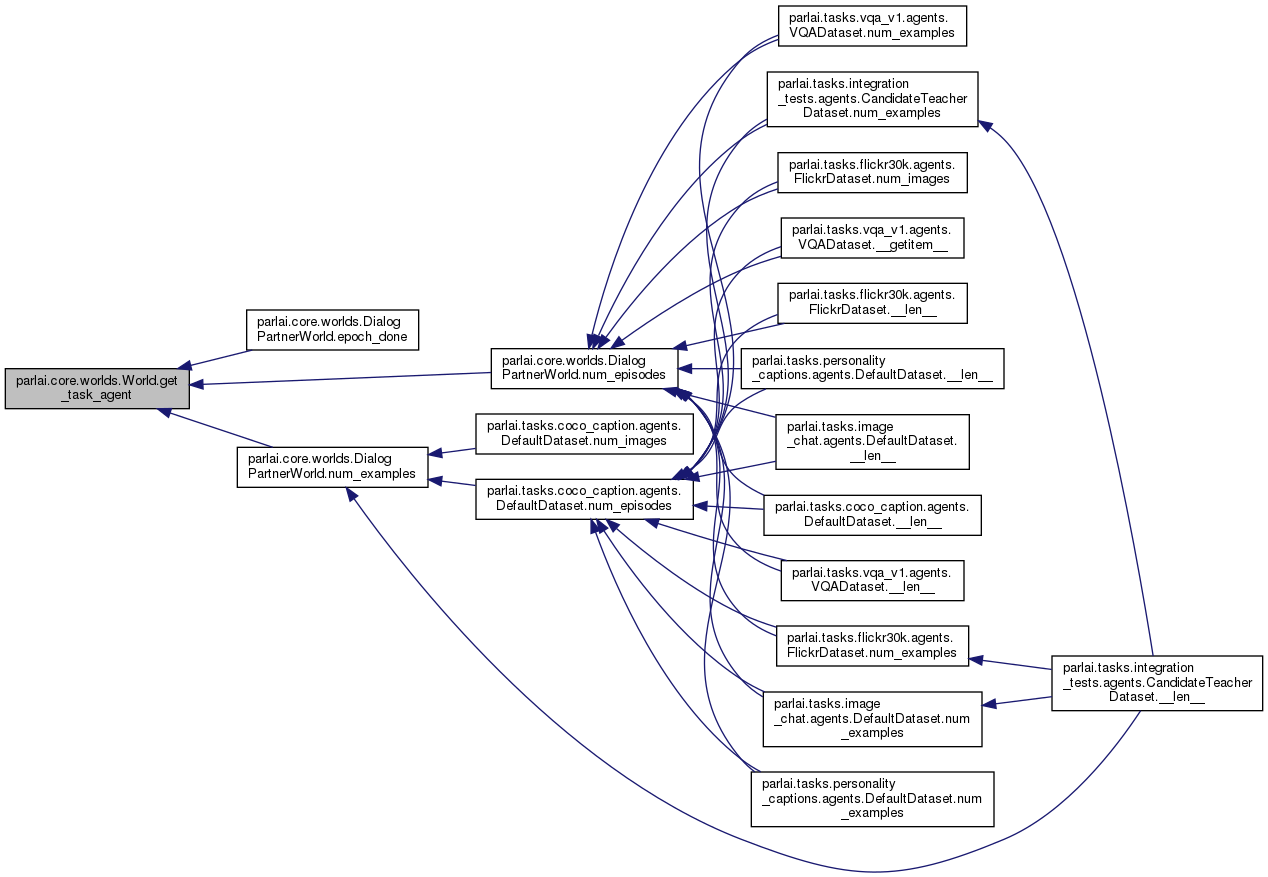 parlai.core.worlds.World.get
_task_agent
parlai.core.worlds.Dialog
PartnerWorld.epoch_done
parlai.core.worlds.Dialog
PartnerWorld.num_episodes
parlai.core.worlds.Dialog
PartnerWorld.num_examples
parlai.tasks.coco_caption.agents.
DefaultDataset.num_images
parlai.tasks.coco_caption.agents.
DefaultDataset.num_episodes
parlai.tasks.vqa_v1.agents.
VQADataset.num_examples
parlai.tasks.integration
_tests.agents.CandidateTeacher
Dataset.num_examples
parlai.tasks.flickr30k.agents.
FlickrDataset.num_images
parlai.tasks.vqa_v1.agents.
VQADataset.__getitem__
parlai.tasks.flickr30k.agents.
FlickrDataset.__len__
parlai.tasks.personality
_captions.agents.DefaultDataset.__len__
parlai.tasks.image
_chat.agents.DefaultDataset.
__len__
parlai.tasks.coco_caption.agents.
DefaultDataset.__len__
parlai.tasks.vqa_v1.agents.
VQADataset.__len__
parlai.tasks.flickr30k.agents.
FlickrDataset.num_examples
parlai.tasks.image
_chat.agents.DefaultDataset.num
_examples
parlai.tasks.personality
_captions.agents.DefaultDataset.num
_examples
parlai.tasks.integration
_tests.agents.CandidateTeacher
Dataset.__len__